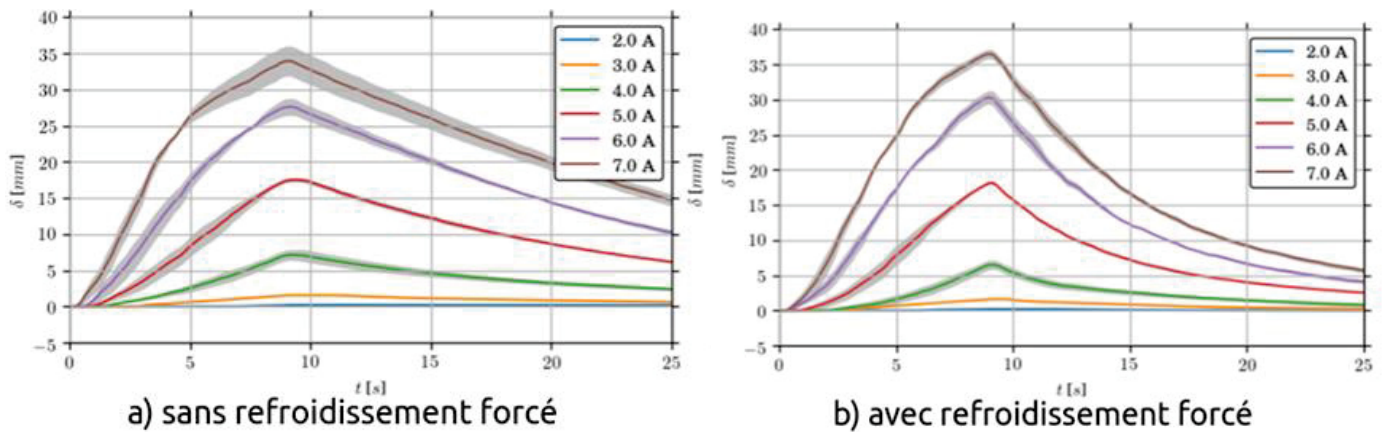 40
35
30
25
20
15
10
5
0
−5
δ [mm]
0 5 10 15 20 25
t [s]
2.0 A
3.0 A
4.0 A
5.0 A
6.0 A
7.0 A
a) sans refroidissement forcé
40
35
30
25
20
15
10
5
0
−5
δ [mm]
0 5 10 15 20 25
t [s]
2.0 A
3.0 A
4.0 A
5.0 A
6.0 A
7.0 A
b) avec refroidissement forcé